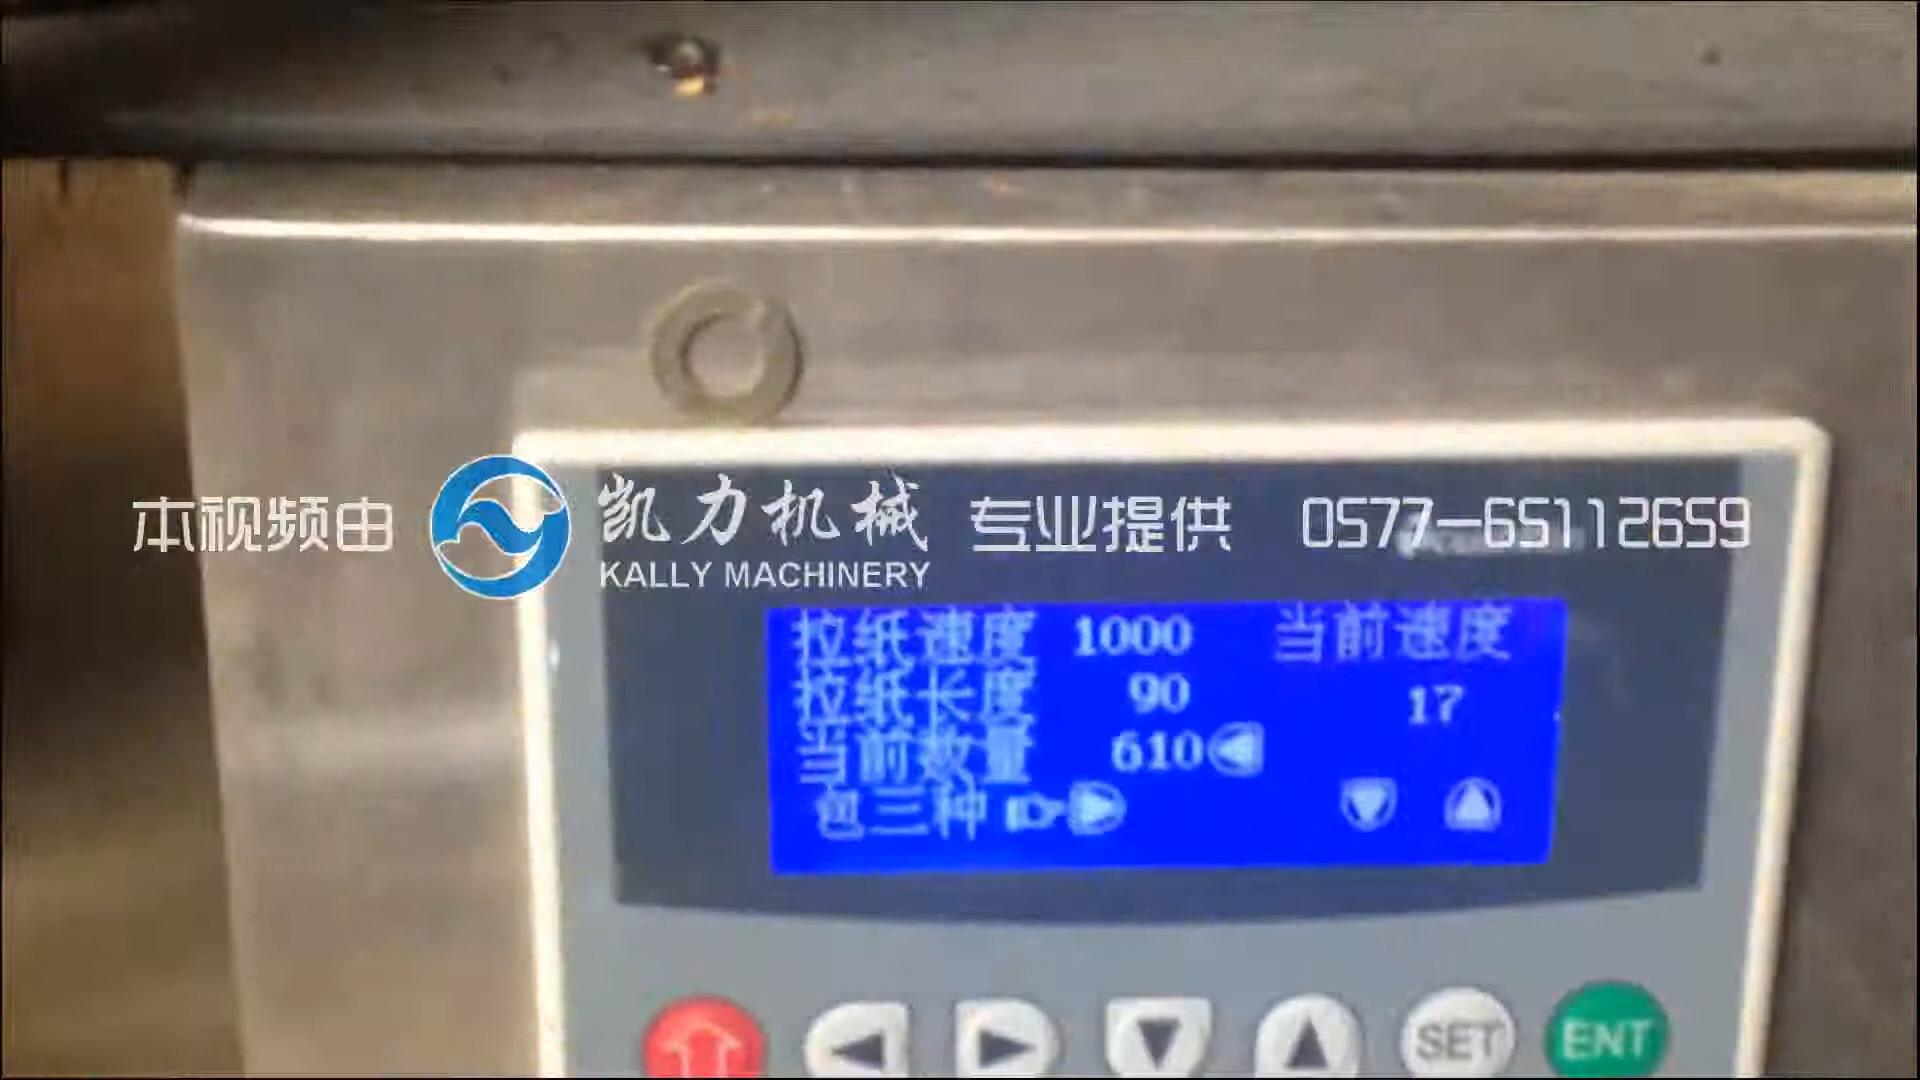 本视频由 凯力机械 专业提供 0577-65112659
KALLY MACHINERY
拉纸速度 1000 当前速度
拉纸长度 90 17
当前数量 610
包三种
SET ENT